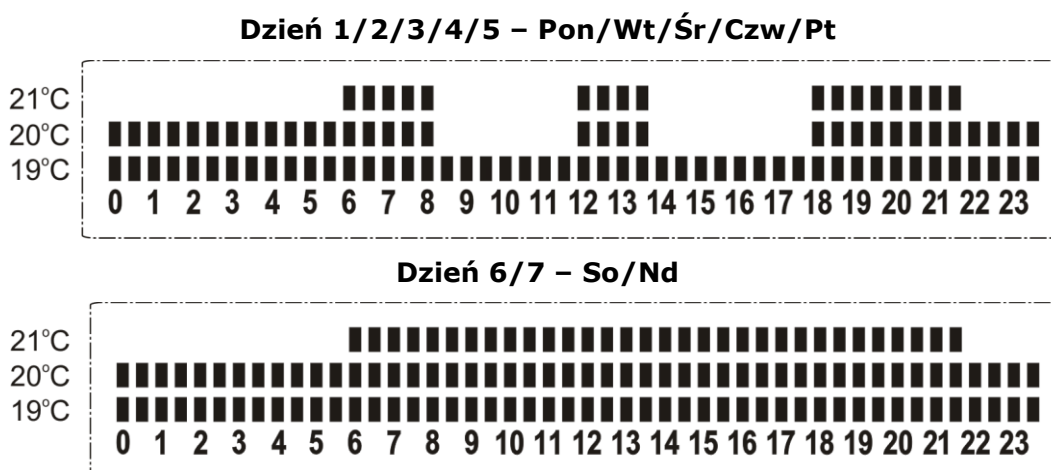 Dzień 1/2/3/4/5 – Pon/Wt/Śr/Czw/Pt
21°C
20°C
19°C
0 1 2 3 4 5 6 7 8 9 10 11 12 13 14 15 16 17 18 19 20 21 22 23
Dzień 6/7 – So/Nd
21°C
20°C
19°C
0 1 2 3 4 5 6 7 8 9 10 11 12 13 14 15 16 17 18 19 20 21 22 23